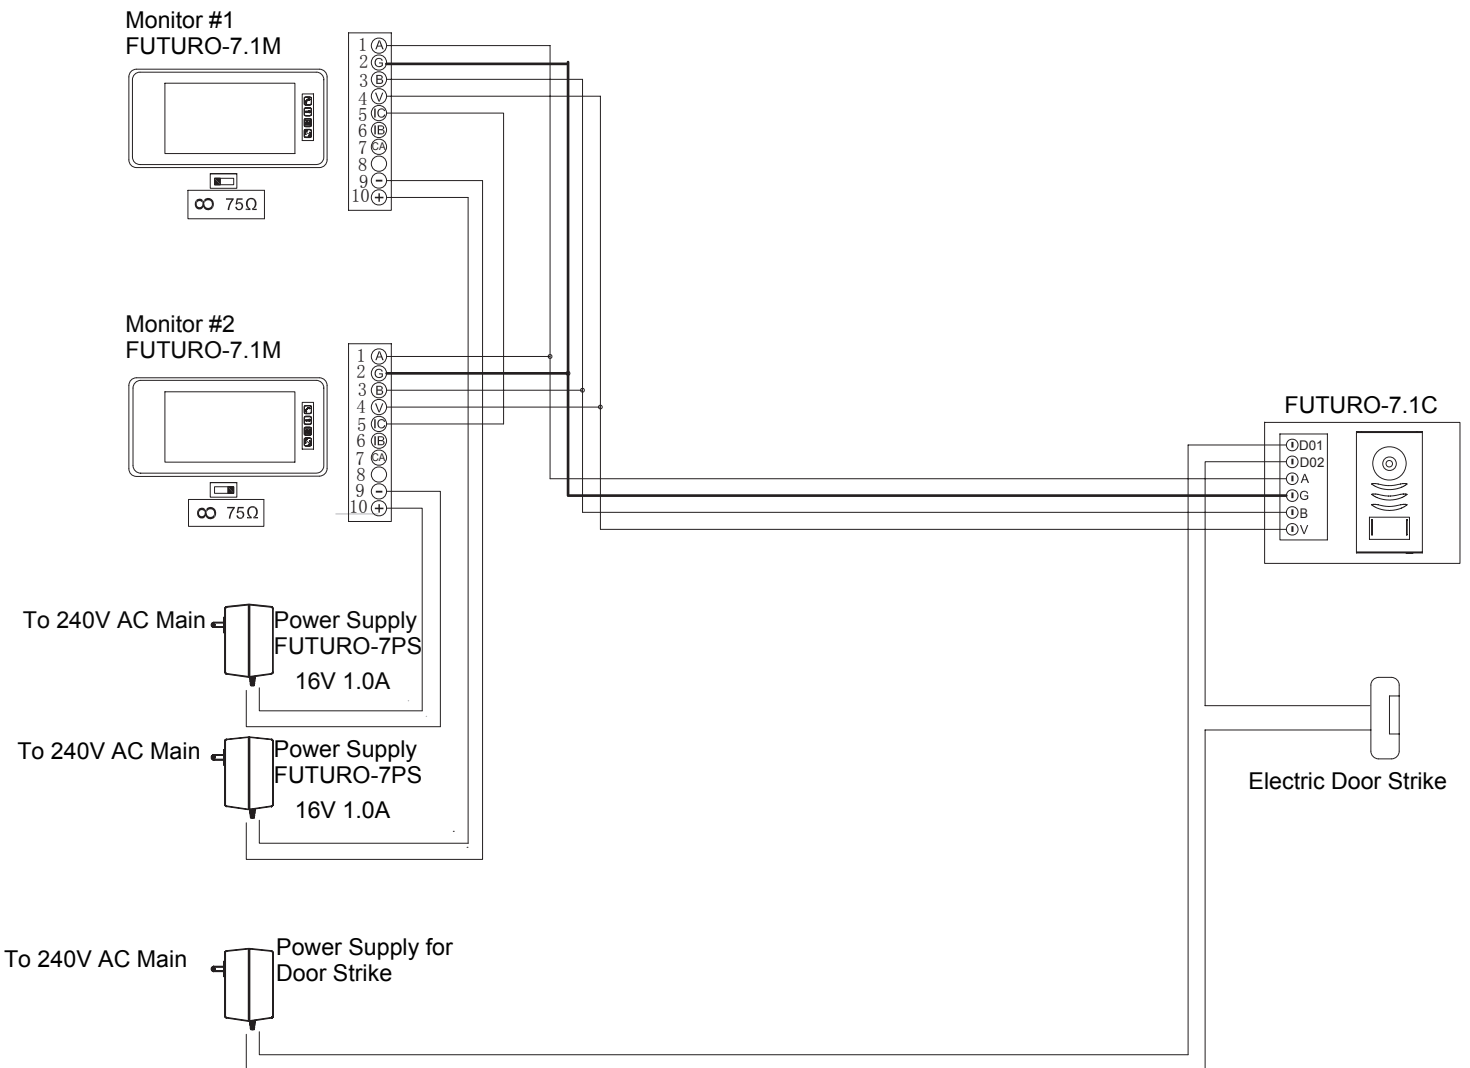 Monitor #1
FUTURO-7.1M
1 A
2 G
3 B
4 V
5 IC
6 IB
7 CA
8
9 −
10 +
∞ 75Ω
Monitor #2
FUTURO-7.1M
1 A
2 G
3 B
4 V
5 IC
6 IB
7 CA
8
9 −
10 +
∞ 75Ω
FUTURO-7.1C
D01
D02
A
G
B
V
To 240V AC Main
Power Supply
FUTURO-7PS
16V 1.0A
To 240V AC Main
Power Supply
FUTURO-7PS
16V 1.0A
Electric Door Strike
To 240V AC Main
Power Supply for
Door Strike